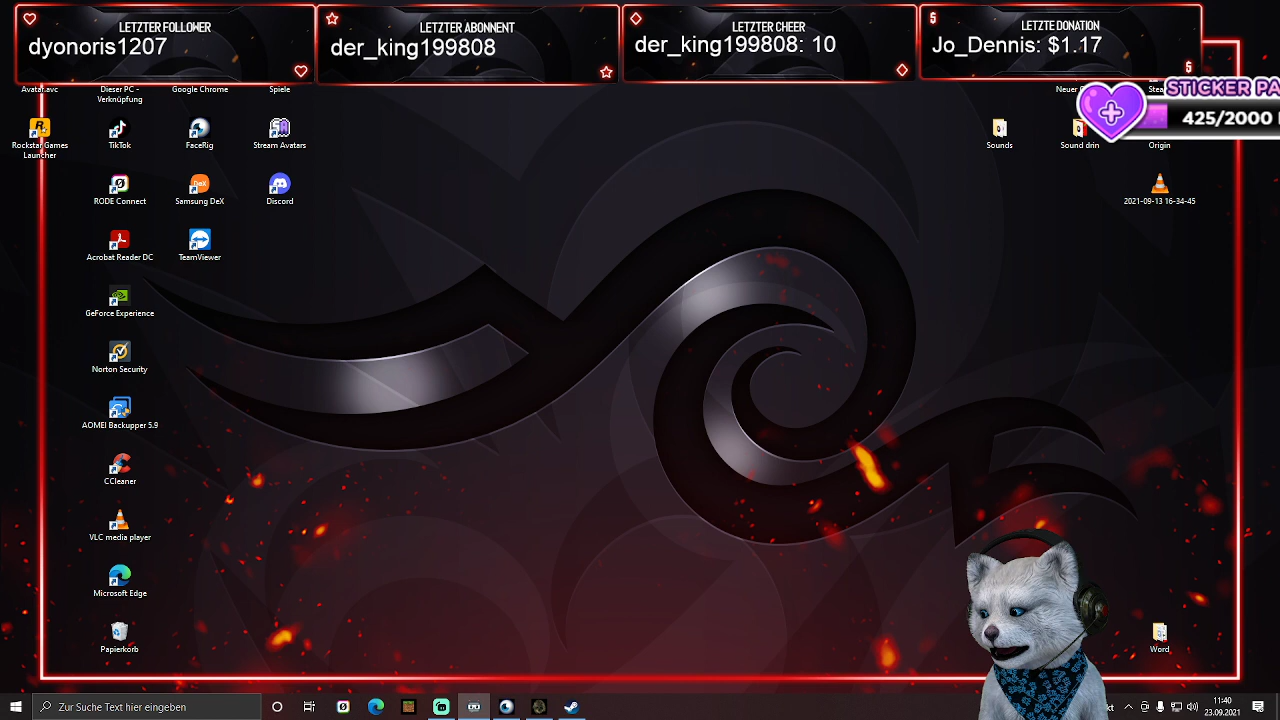 LETZTER FOLLOWER
dyonoris1207
LETZTER ABONNENT
der_king199808
LETZTER CHEER
der_king199808: 10
LETZTE DONATION
Jo_Dennis: $1.17
STICKER PA
425/2000
Avatar.avc
Dieser PC -
Verknüpfung
Google Chrome
Spiele
Neuer
Stea
Rockstar Games
Launcher
TikTok
FaceRig
Stream Avatars
Sounds
Sound drin
Origin
RODE Connect
Samsung DeX
Discord
2021-09-13 16-34-45
Acrobat Reader DC
TeamViewer
GeForce Experience
Norton Security
AOMEI Backupper 5.9
CCleaner
VLC media player
Microsoft Edge
Papierkorb
Word
Zur Suche Text hier eingeben
11:40
23.09.2021